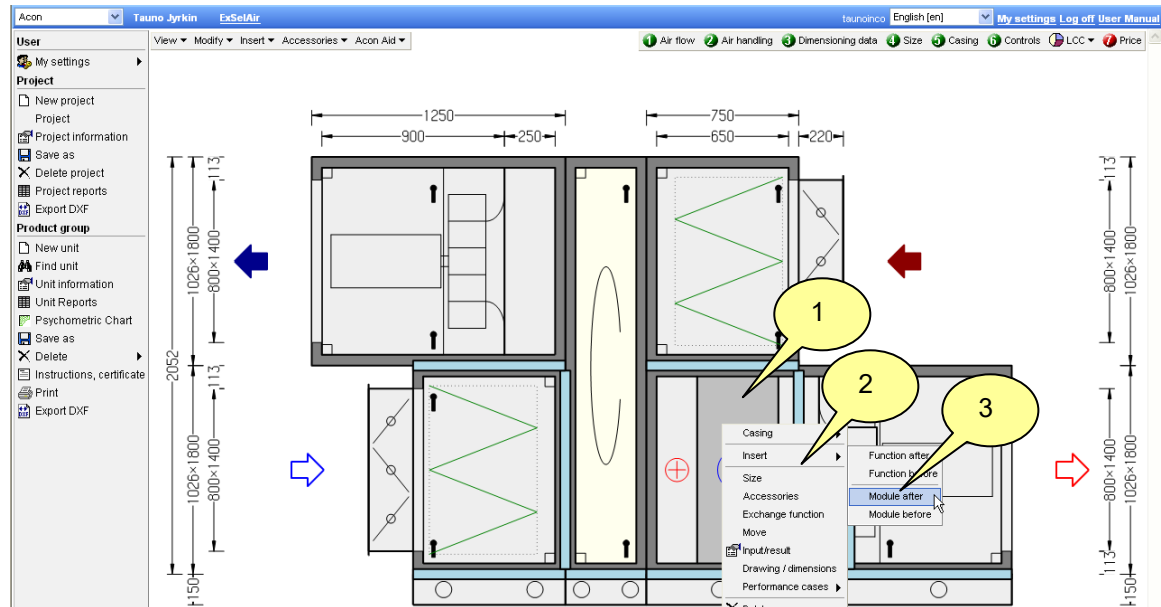 Acon Tauno Jyrkin ExSelAir taunoinco English [en] My settings Log off User Manual
User
My settings
Project
New project
Project
Project information
Save as
Delete project
Project reports
Export DXF
Product group
New unit
Find unit
Unit information
Unit Reports
Psychometric Chart
Save as
Delete
Instructions, certificate
Print
Export DXF
View Modify Insert Accessories Acon Aid
1 Air flow 2 Air handling 3 Dimensioning data 4 Size 5 Casing 6 Controls LCC 7 Price
1250 750
900 250 650 220
113 113
1026×1800 800×1400 800×1400 1026×1800
2052
113
1026×1800 800×1400 800×1400 1026×1800
113
150 150
1
2
3
Casing
Insert
Size
Accessories
Exchange function
Move
Input/result
Drawing / dimensions
Performance cases
Function after
Function before
Module after
Module before